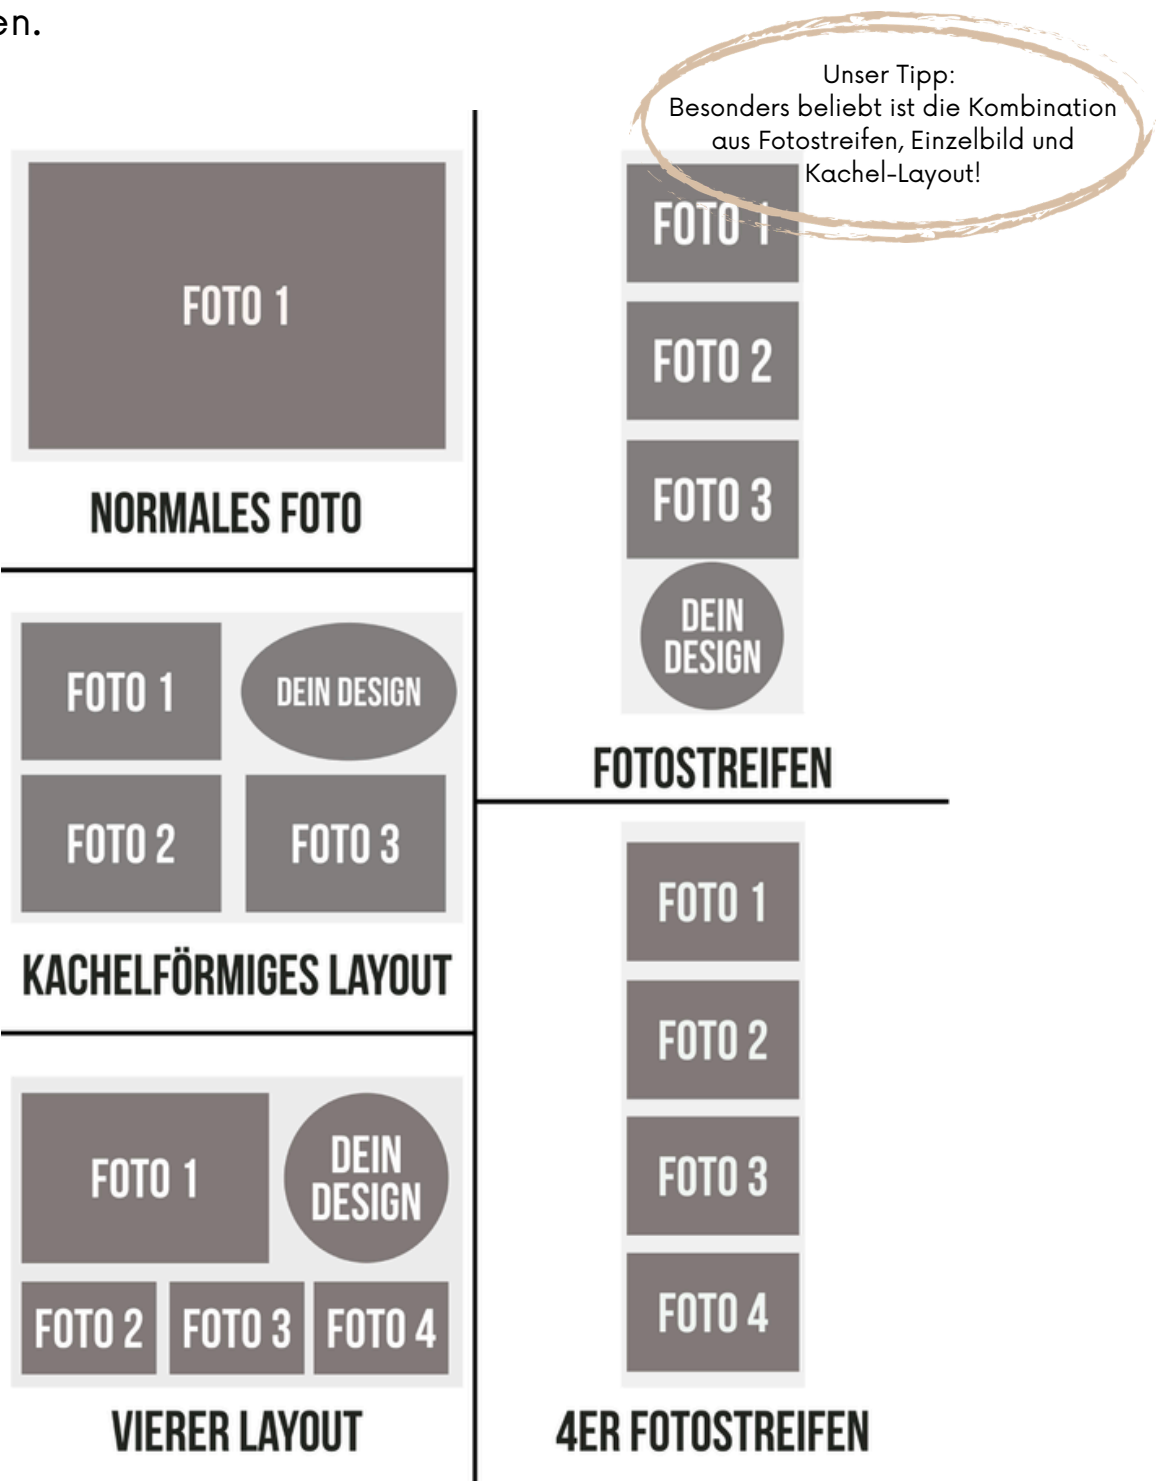 en.
Unser Tipp:
Besonders beliebt ist die Kombination
aus Fotostreifen, Einzelbild und
Kachel-Layout!
FOTO 1
NORMALES FOTO
FOTO 1
DEIN DESIGN
FOTO 2
FOTO 3
KACHELFÖRMIGES LAYOUT
FOTO 1
DEIN
DESIGN
FOTO 2
FOTO 3
FOTO 4
VIERER LAYOUT
FOTO 1
FOTO 2
FOTO 3
DEIN
DESIGN
FOTOSTREIFEN
FOTO 1
FOTO 2
FOTO 3
FOTO 4
4ER FOTOSTREIFEN